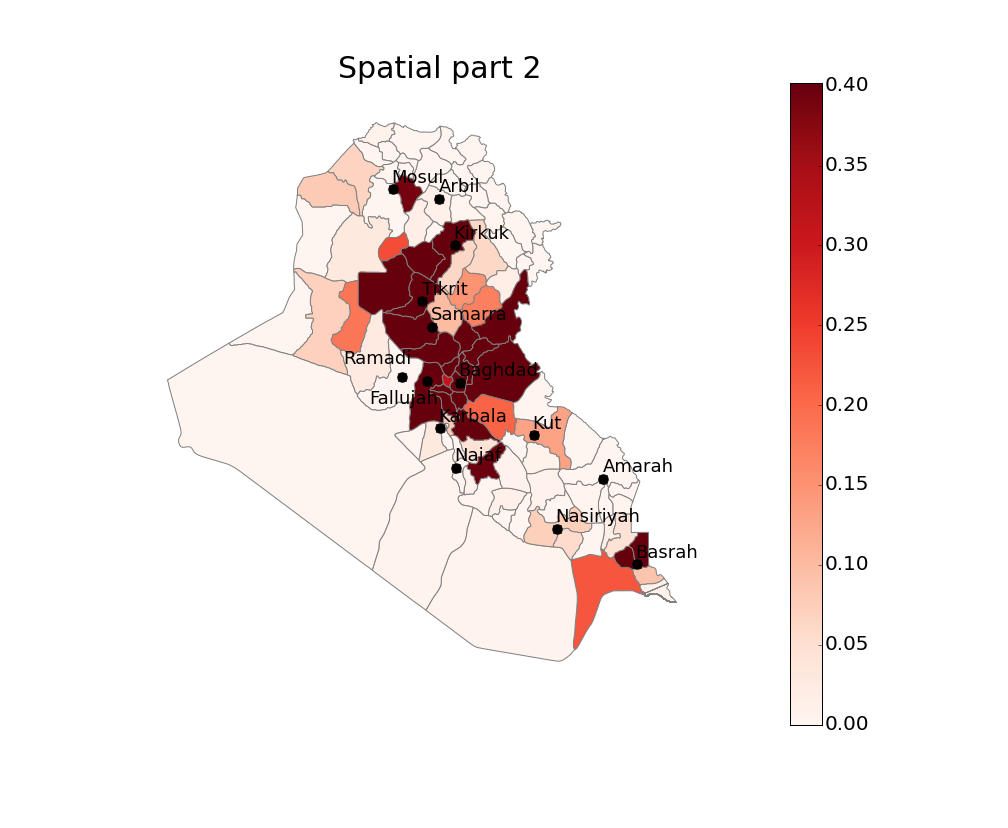 Spatial part 2
0.40
0.35
0.30
0.25
0.20
0.15
0.10
0.05
0.00
Mosul
Arbil
Kirkuk
Tikrit
Samarra
Ramadi
Baghdad
Fallujah
Karbala
Kut
Najaf
Amarah
Nasiriyah
Basrah